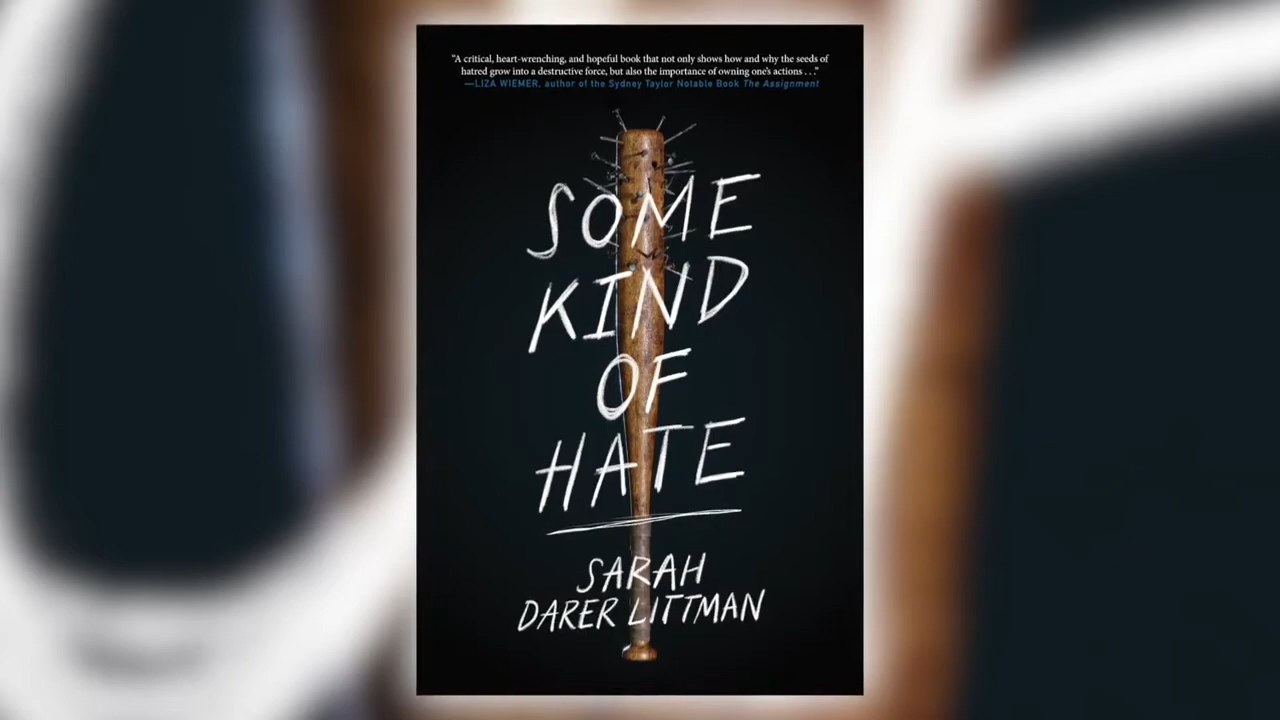 "A critical, heart-wrenching, and hopeful book that not only shows how and why the seeds of
hatred grow into a destructive force, but also the importance of owning one's actions . . ."
—LIZA WIEMER, author of the Sydney Taylor Notable Book The Assignment
SOME
KIND
OF
HATE
SARAH
DARER LITTMAN